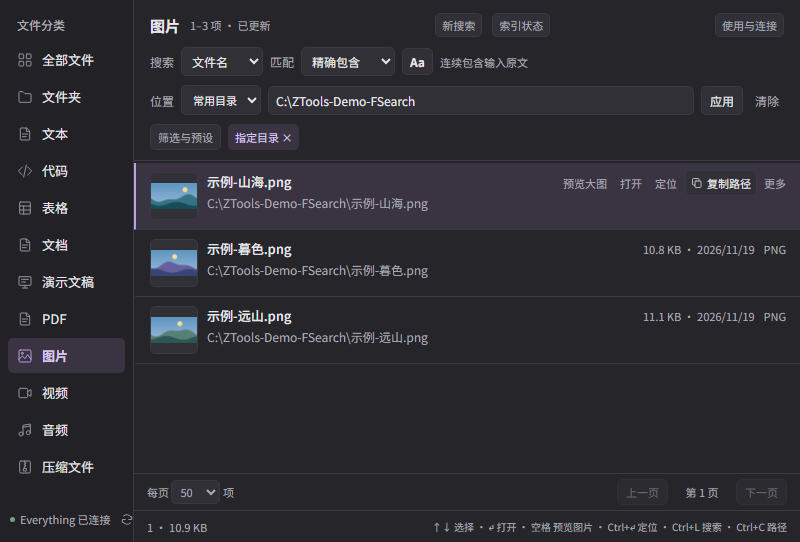 文件分类
全部文件
文件夹
文本
代码
表格
文档
演示文稿
PDF
图片
视频
音频
压缩文件
Everything 已连接
图片 1–3 项 · 已更新 新搜索 索引状态 使用与连接
搜索 文件名 匹配 精确包含 Aa 连续包含输入原文
位置 常用目录 C:\ZTools-Demo-FSearch 应用 清除
筛选与预设 指定目录 ×
示例-山海.png 预览大图 打开 定位 复制路径 更多
C:\ZTools-Demo-FSearch\示例-山海.png
示例-暮色.png 10.8 KB · 2026/11/19 PNG
C:\ZTools-Demo-FSearch\示例-暮色.png
示例-远山.png 11.1 KB · 2026/11/19 PNG
C:\ZTools-Demo-FSearch\示例-远山.png
每页 50 项 上一页 第 1 页 下一页
1 · 10.9 KB ↑↓ 选择 · ↵ 打开 · 空格 预览图片 · Ctrl+↵ 定位 · Ctrl+L 搜索 · Ctrl+C 路径